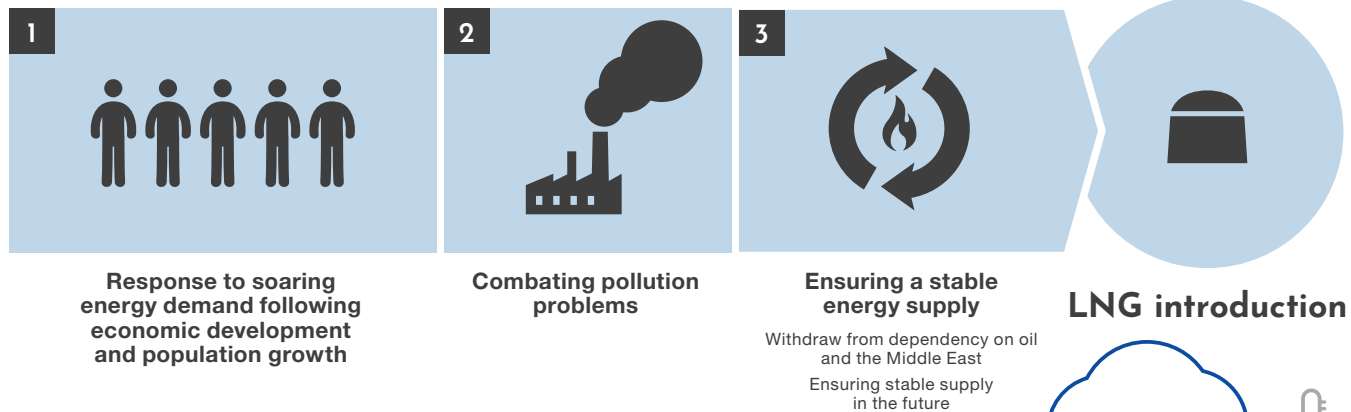 1
Response to soaring
energy demand following
economic development
and population growth
2
Combating pollution
problems
3
Ensuring a stable
energy supply
Withdraw from dependency on oil
and the Middle East
Ensuring stable supply
in the future
LNG introduction